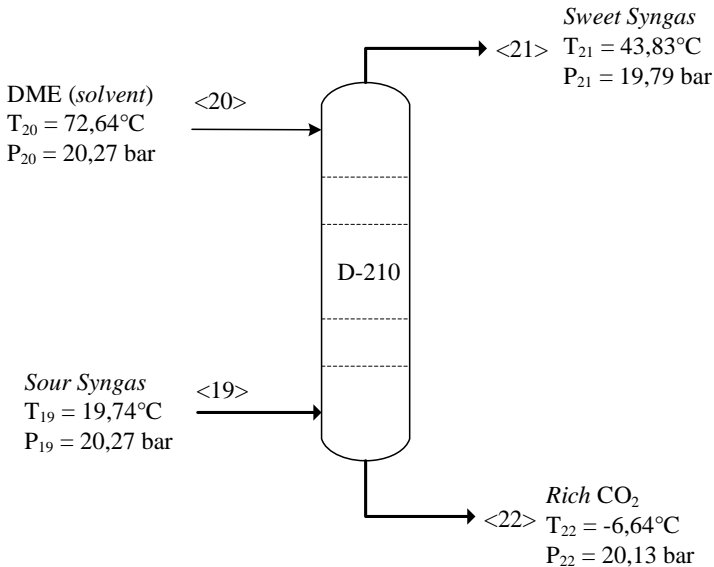 Sweet Syngas
<21> T₂₁ = 43,83°C
P₂₁ = 19,79 bar
DME (solvent)
<20>
T₂₀ = 72,64°C
P₂₀ = 20,27 bar
D-210
Sour Syngas
<19>
T₁₉ = 19,74°C
P₁₉ = 20,27 bar
Rich CO₂
<22> T₂₂ = -6,64°C
P₂₂ = 20,13 bar